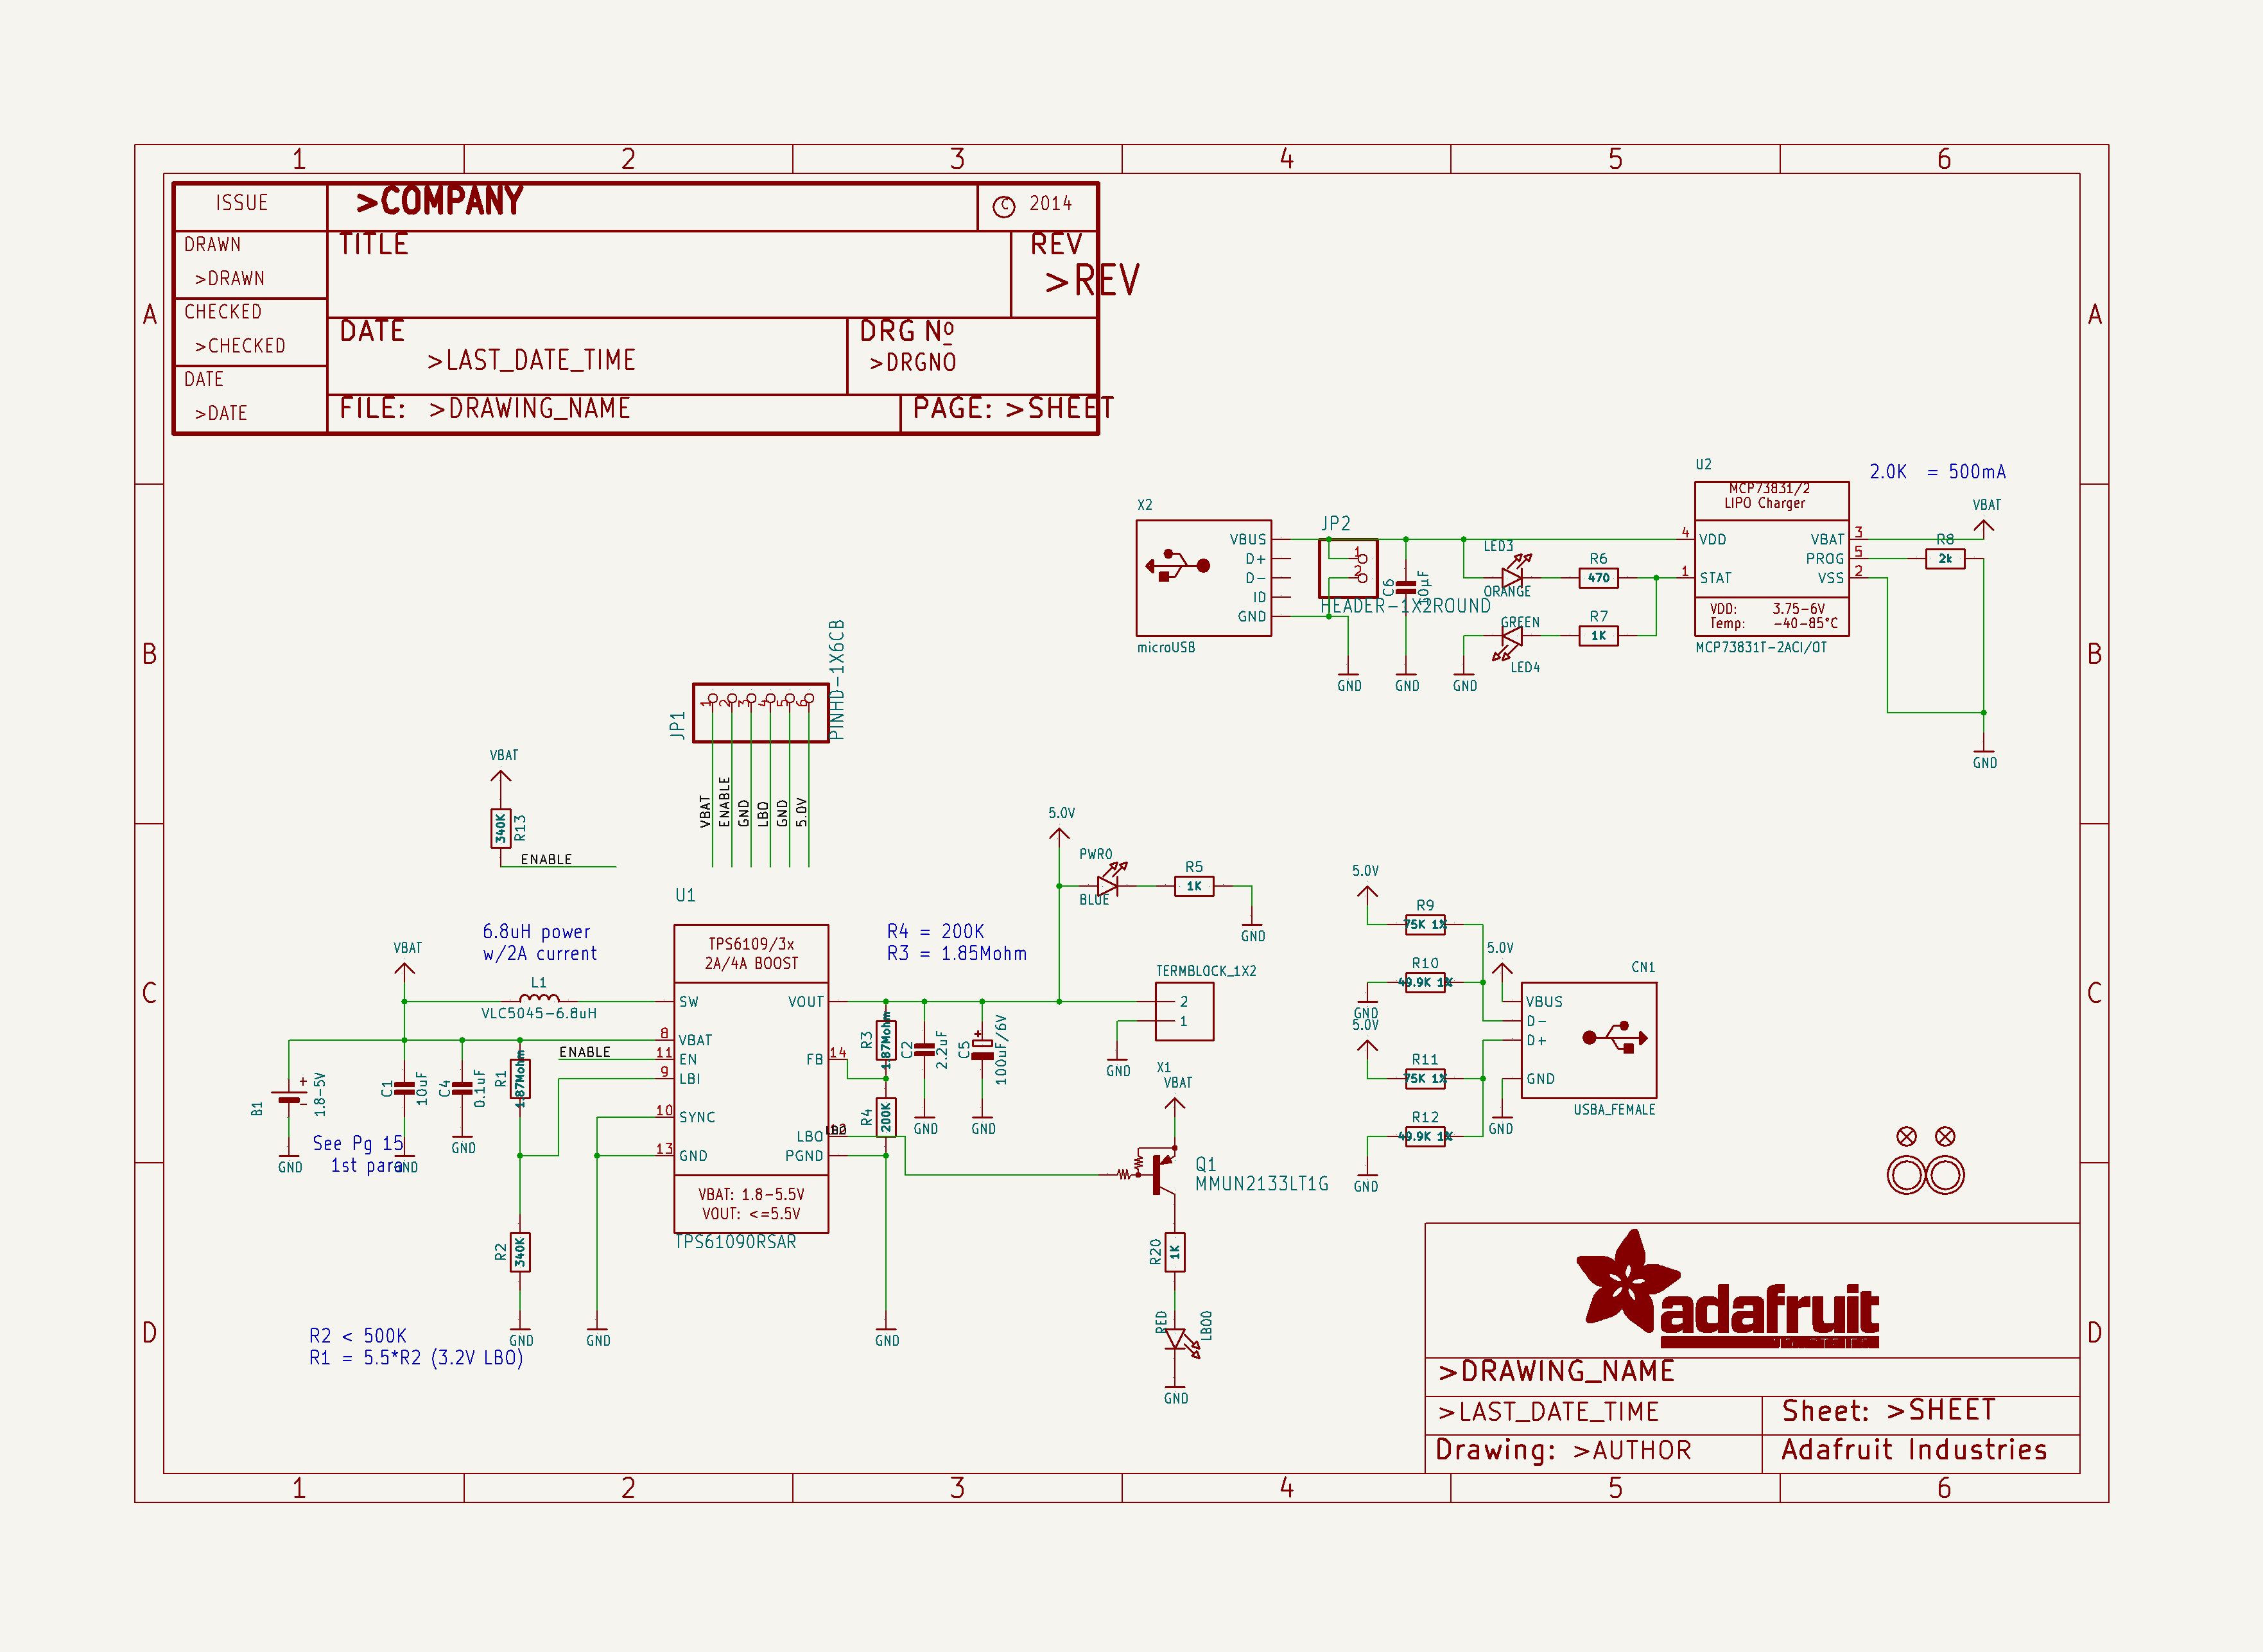 1 2 3 4 5 6
A
B
C
D
A
B
C
D
ISSUE
>COMPANY
© 2014
DRAWN
>DRAWN
TITLE
REV
>REV
CHECKED
>CHECKED
DATE
>LAST_DATE_TIME
DRG Nº
>DRGNO
DATE
>DATE
FILE: >DRAWING_NAME
PAGE: >SHEET
X2
VBUS
D+
D-
ID
GND
microUSB
JP2
1
2
HEADER-1X2ROUND
GND
C6
GND
LED3
ORANGE
R6
470
GREEN
LED4
R7
1K
GND
U2
MCP73831/2
LIPO Charger
4 VDD
1 STAT
VBAT 3
PROG 5
VSS 2
VDD: 3.75-6V
Temp: -40-85°C
MCP73831T-2ACI/OT
2.0K = 500mA
VBAT
R8
2k
GND
JP1
1 2 3 4 5 6
PINHD-1X6CB
VBAT
ENABLE
GND
LBO
GND
5.0V
VBAT
340K
R13
ENABLE
VBAT
6.8uH power
w/2A current
L1
VLC5045-6.8uH
B1
1.8-5V
+
-
GND
See Pg 15
1st para
C1
10uF
GND
C4
0.1uF
GND
R1
1.87Mohm
R2
340K
GND
ENABLE
R2 < 500K
R1 = 5.5*R2 (3.2V LBO)
GND
U1
TPS6109/3x
2A/4A BOOST
SW
8 VBAT
11 EN
9 LBI
10 SYNC
13 GND
VOUT
FB 14
LBO 12
LBO
PGND
VBAT: 1.8-5.5V
VOUT: <=5.5V
TPS61090RSAR
R4 = 200K
R3 = 1.85Mohm
R3
1.87Mohm
R4
200K
GND
C2
2.2uF
GND
C5
+
100uF/6V
GND
5.0V
PWR0
BLUE
R5
1K
GND
TERMBLOCK_1X2
2
1
X1
GND
VBAT
Q1
MMUN2133LT1G
R20
1K
RED
LBO0
GND
5.0V
R9
75K 1%
R10
49.9K 1%
GND
5.0V
R11
75K 1%
R12
49.9K 1%
GND
5.0V
CN1
VBUS
D-
D+
GND
USBA_FEMALE
GND
adafruit
>DRAWING_NAME
>LAST_DATE_TIME
Sheet: >SHEET
Drawing: >AUTHOR
Adafruit Industries
1 2 3 4 5 6